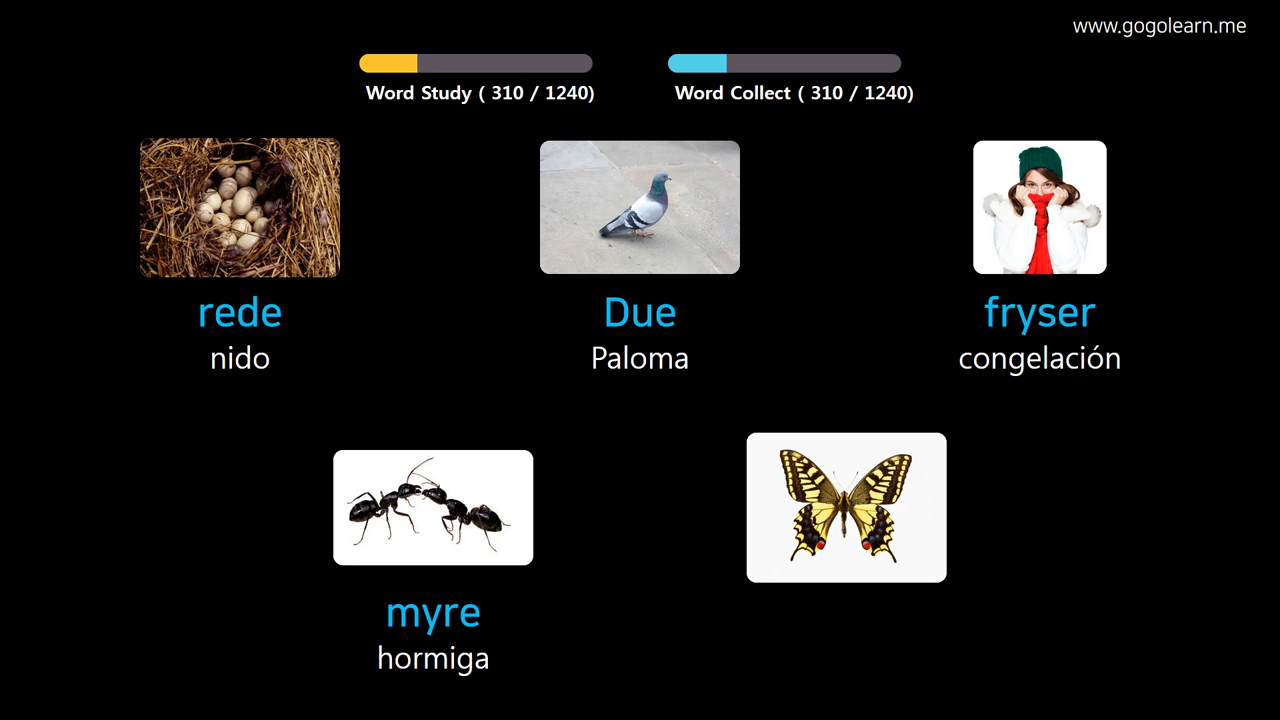 www.gogolearn.me
Word Study ( 310 / 1240)
Word Collect ( 310 / 1240)
rede
nido
Due
Paloma
fryser
congelación
myre
hormiga